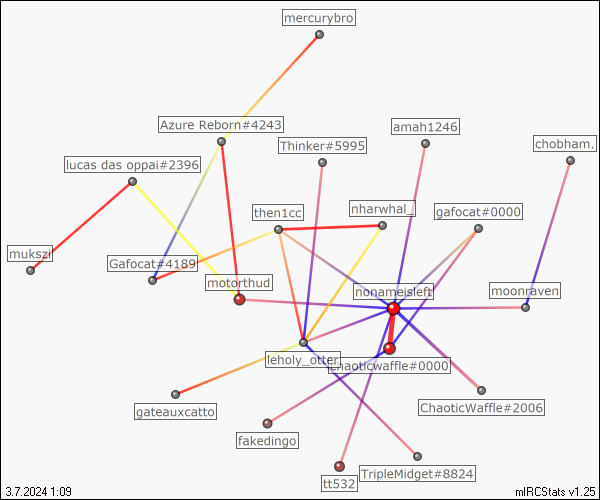 mercurybro
Azure Reborn#4243
amah1246
Thinker#5995
chobham.
lucas das oppai#2396
nharwhal_
then1cc
gafocat#0000
mukszi
Gafocat#4189
motorthud
nonameisleft
moonraven
leholy_otter
chaoticwaffle#0000
gateauxcatto
ChaoticWaffle#2006
fakedingo
TripleMidget#8824
tt532
3.7.2024 1:09
mIRCStats v1.25